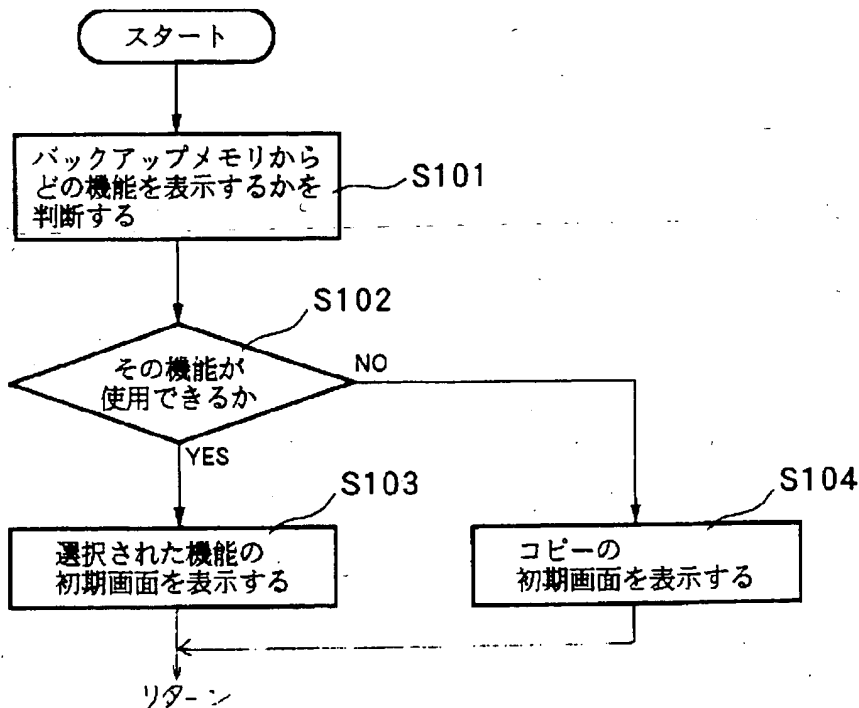 スタート
バックアップメモリから
どの機能を表示するかを
判断する
S101
S102
その機能が
使用できるか
NO
YES
S103
選択された機能の
初期画面を表示する
S104
コピーの
初期画面を表示する
リターン